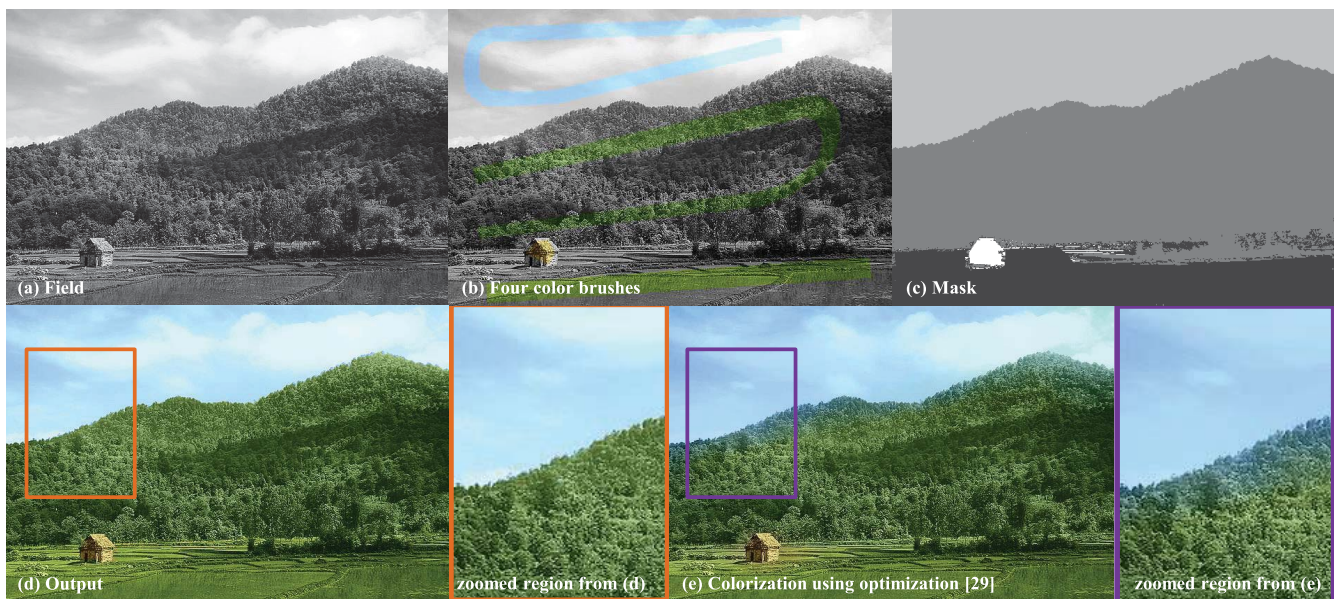 (a) Field
(b) Four color brushes
(c) Mask
(d) Output
zoomed region from (d)
(e) Colorization using optimization [29]
zoomed region from (e)